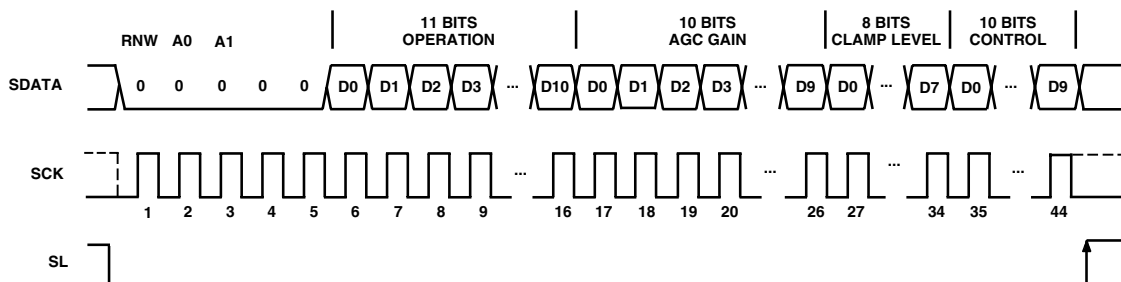 11 BITS
OPERATION
10 BITS
AGC GAIN
8 BITS
CLAMP LEVEL
10 BITS
CONTROL
RNW A0 A1
SDATA 0 0 0 0 0 D0 D1 D2 D3 ... D10 D0 D1 D2 D3 ... D9 D0 ... D7 D0 ... D9
SCK ... ... ... ...
1 2 3 4 5 6 7 8 9 16 17 18 19 20 26 27 34 35 44
SL